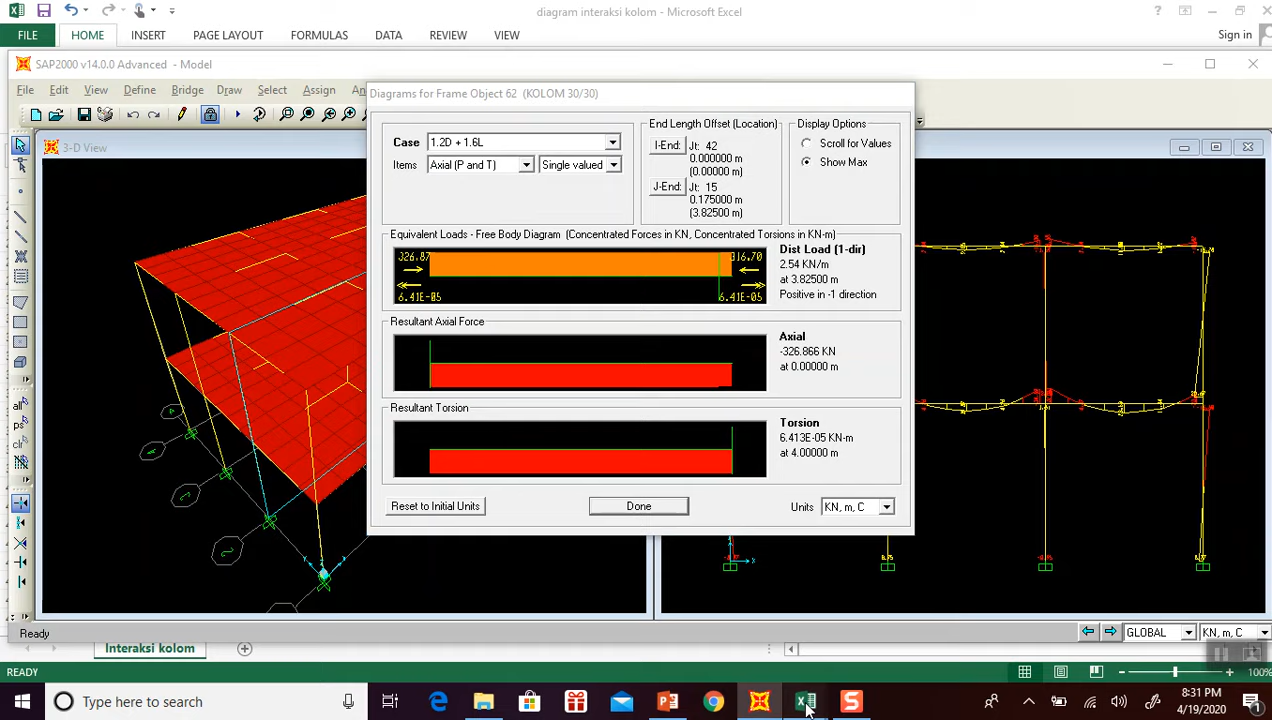 diagram interaksi kolom - Microsoft Excel
FILE HOME INSERT PAGE LAYOUT FORMULAS DATA REVIEW VIEW Sign in
SAP2000 v14.0.0 Advanced - Model
File Edit View Define Bridge Draw Select Assign An
Diagrams for Frame Object 62 (KOLOM 30/30)
3-D View
Case 1.2D + 1.6L
Items Axial (P and T) Single valued
End Length Offset (Location)
I-End: Jt: 42
0.000000 m
(0.00000 m)
J-End: Jt: 15
0.175000 m
(3.82500 m)
Display Options
Scroll for Values
Show Max
Equivalent Loads - Free Body Diagram (Concentrated Forces in KN, Concentrated Torsions in KN-m)
326.87 316.70
6.41E-05 6.41E-05
Dist Load (1-dir)
2.54 KN/m
at 3.82500 m
Positive in -1 direction
Resultant Axial Force
Axial
-326.866 KN
at 0.00000 m
Resultant Torsion
Torsion
6.413E-05 KN-m
at 4.00000 m
Reset to Initial Units Done Units KN, m, C
all
ps
clr
X
Ready GLOBAL KN, m, C
Interaksi kolom
READY 100%
Type here to search
8:31 PM
4/19/2020